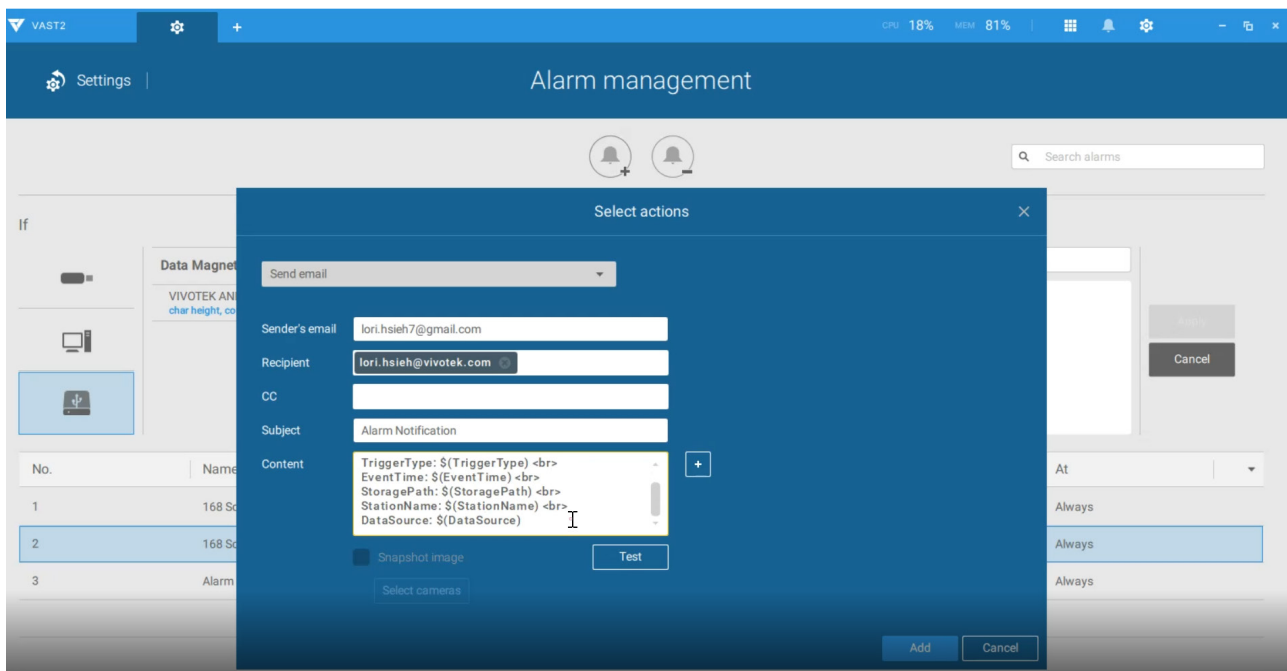 VAST2
+
CPU 18% MEM 81%
Settings
Alarm management
Search alarms
If
Select actions
Data Magnet
Send email
VIVOTEK ANI
char height, co
Sender's email lori.hsieh7@gmail.com
Recipient lori.hsieh@vivotek.com
Apply
Cancel
CC
Subject Alarm Notification
Content TriggerType: $(TriggerType) <br>
EventTime: $(EventTime) <br>
StoragePath: $(StoragePath) <br>
StationName: $(StationName) <br>
DataSource: $(DataSource)
+
No. Name At
1 168 Sc Always
2 168 Sc Always
3 Alarm Always
Snapshot image
Test
Select cameras
Add Cancel